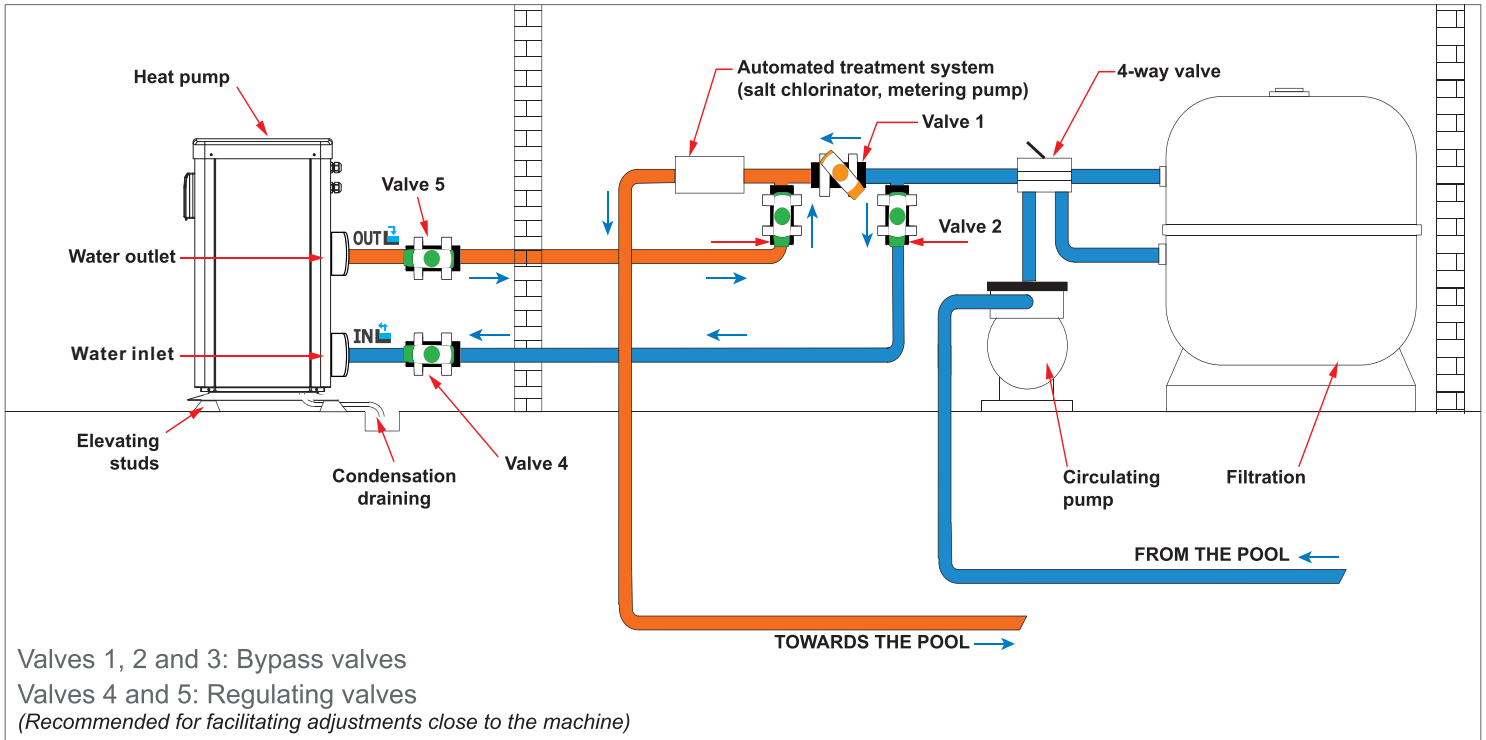 Heat pump
Automated treatment system
(salt chlorinator, metering pump)
4-way valve
Valve 1
Valve 5
Valve 2
OUT
Water outlet
IN
Water inlet
Elevating
studs
Condensation
draining
Valve 4
Circulating
pump
Filtration
FROM THE POOL
TOWARDS THE POOL
Valves 1, 2 and 3: Bypass valves
Valves 4 and 5: Regulating valves
(Recommended for facilitating adjustments close to the machine)